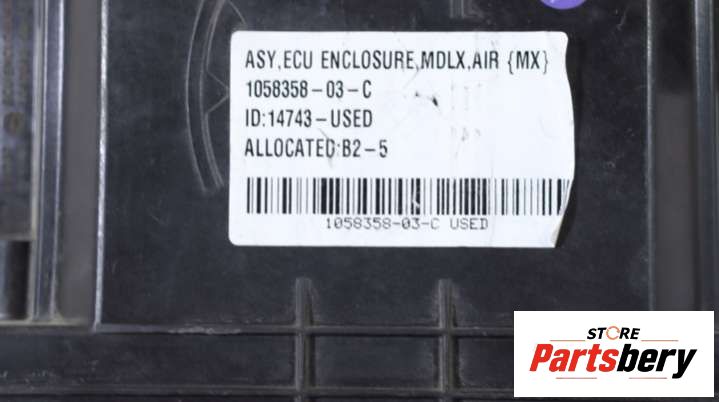 ASY,ECU ENCLOSURE,MDLX,AIR {MX}
1058358-03-C
ID:14743-USED
ALLOCATED:B2-5
1058358-03-C USED
STORE
Partsbery